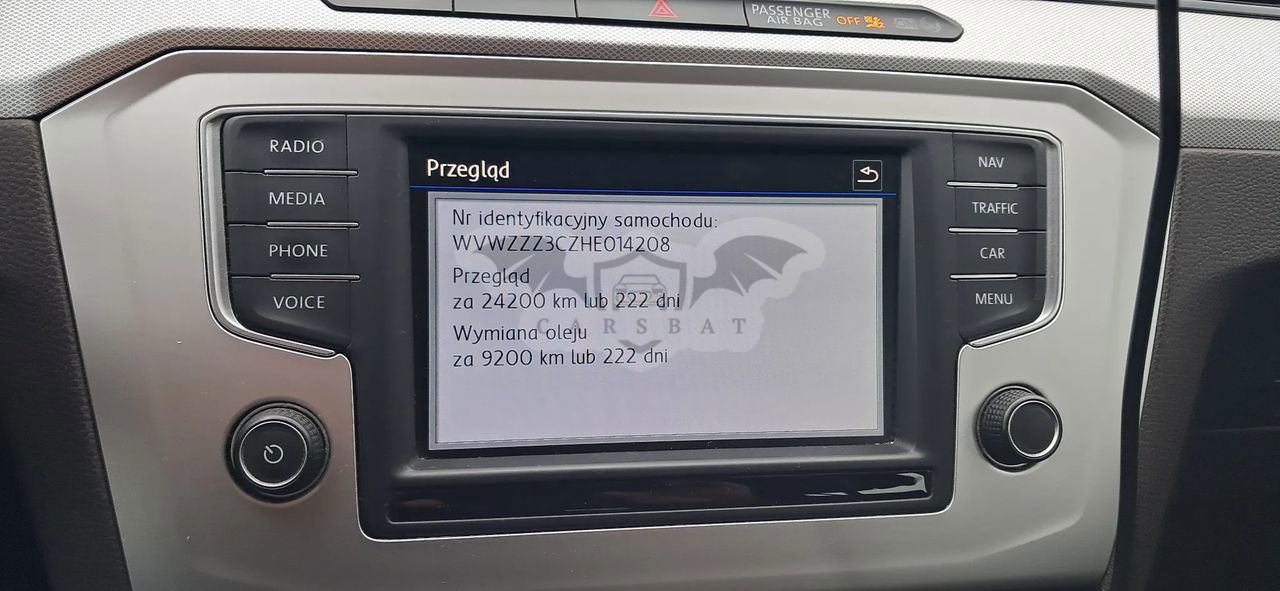 PASSENGER
AIR BAG OFF ON
RADIO
MEDIA
PHONE
VOICE
Przegląd
Nr identyfikacyjny samochodu:
WVWZZZ3CZHE014208
Przegląd
za 24200 km lub 222 dni
Wymiana oleju
za 9200 km lub 222 dni
CARSBAT
NAV
TRAFFIC
CAR
MENU